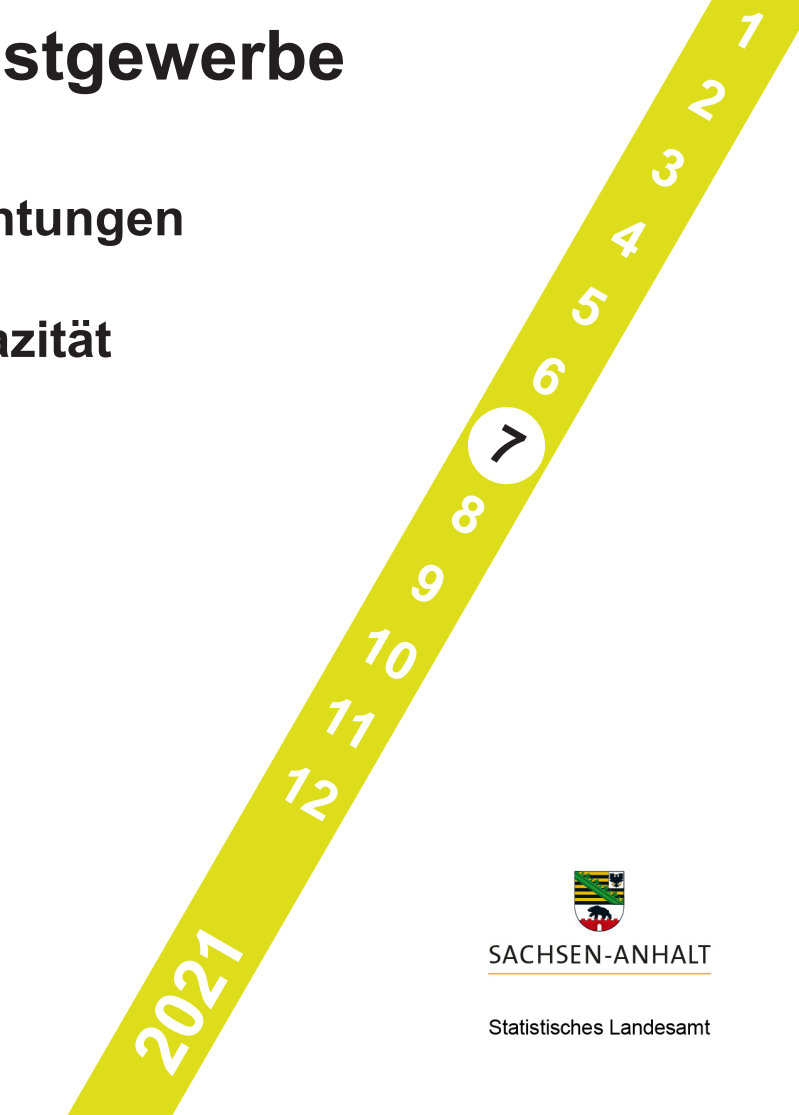 stgewerbe
ntungen
azität
1
2
3
4
5
6
7
8
9
10
11
12
2021
SACHSEN-ANHALT
Statistisches Landesamt